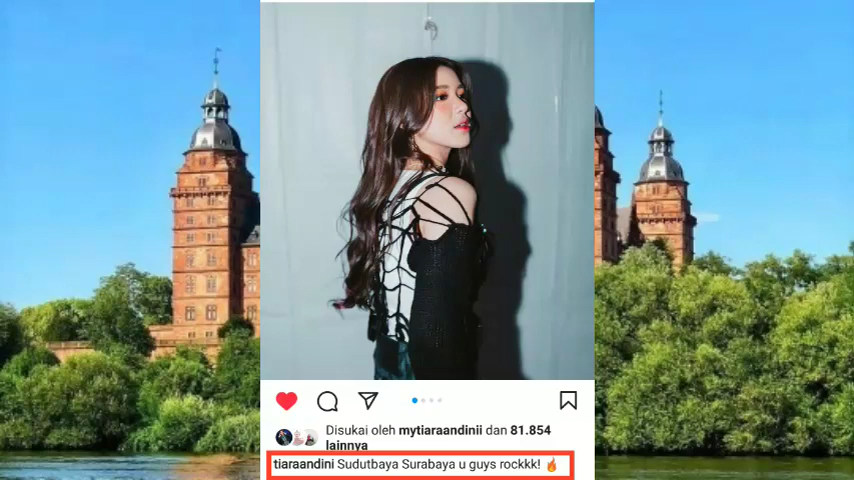 Disukai oleh mytiaraandinii dan 81.854
lainnya
tiaraandini Sudutbaya Surabaya u guys rockkk! 🔥